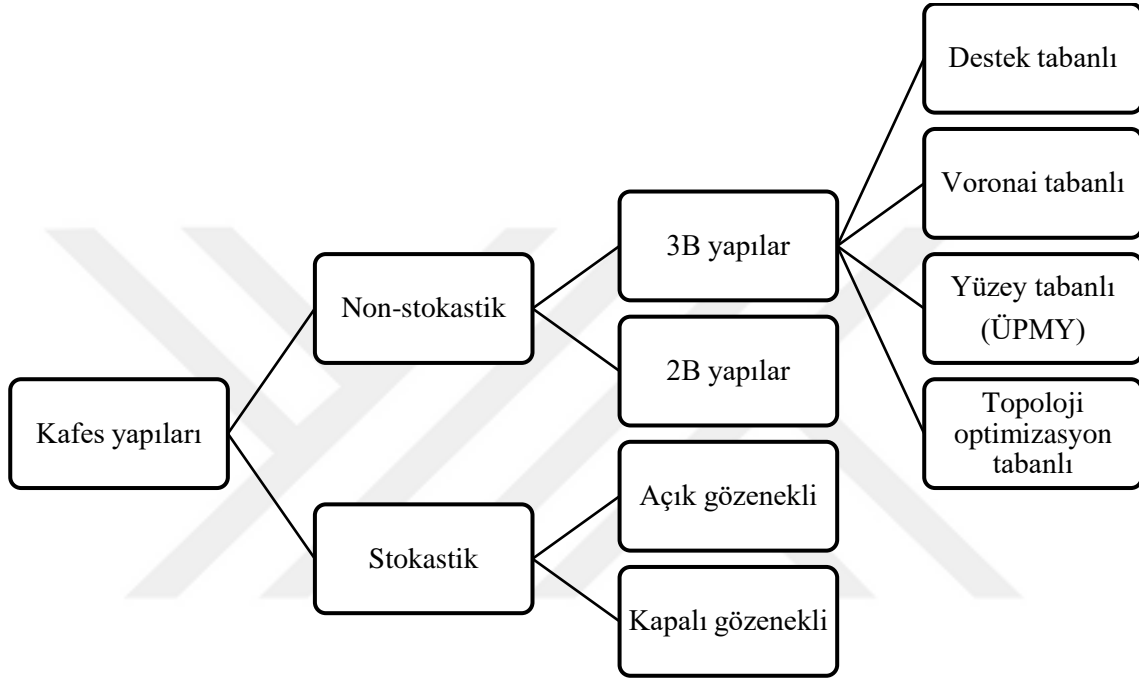 Kafes yapıları
Non-stokastik
3B yapılar
Destek tabanlı
Voronai tabanlı
Yüzey tabanlı
(ÜPMY)
Topoloji
optimizasyon
tabanlı
2B yapılar
Stokastik
Açık gözenekli
Kapalı gözenekli